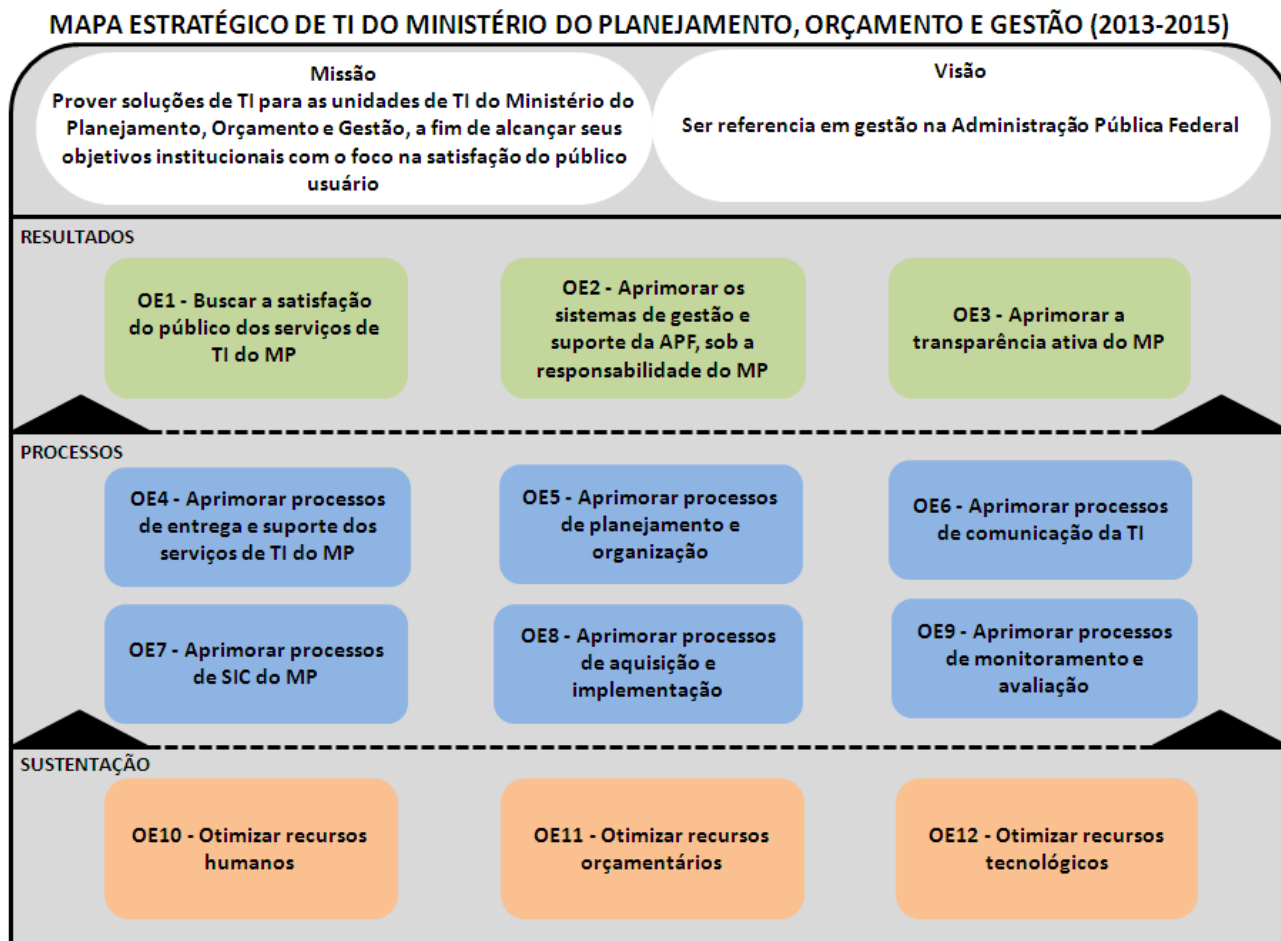 MAPA ESTRATÉGICO DE TI DO MINISTÉRIO DO PLANEJAMENTO, ORÇAMENTO E GESTÃO (2013-2015)
Missão
Prover soluções de TI para as unidades de TI do Ministério do
Planejamento, Orçamento e Gestão, a fim de alcançar seus
objetivos institucionais com o foco na satisfação do público
usuário
Visão
Ser referencia em gestão na Administração Pública Federal
RESULTADOS
OE1 - Buscar a satisfação
do público dos serviços de
TI do MP
OE2 - Aprimorar os
sistemas de gestão e
suporte da APF, sob a
responsabilidade do MP
OE3 - Aprimorar a
transparência ativa do MP
PROCESSOS
OE4 - Aprimorar processos
de entrega e suporte dos
serviços de TI do MP
OE5 - Aprimorar processos
de planejamento e
organização
OE6 - Aprimorar processos
de comunicação da TI
OE7 - Aprimorar processos
de SIC do MP
OE8 - Aprimorar processos
de aquisição e
implementação
OE9 - Aprimorar processos
de monitoramento e
avaliação
SUSTENTAÇÃO
OE10 - Otimizar recursos
humanos
OE11 - Otimizar recursos
orçamentários
OE12 - Otimizar recursos
tecnológicos